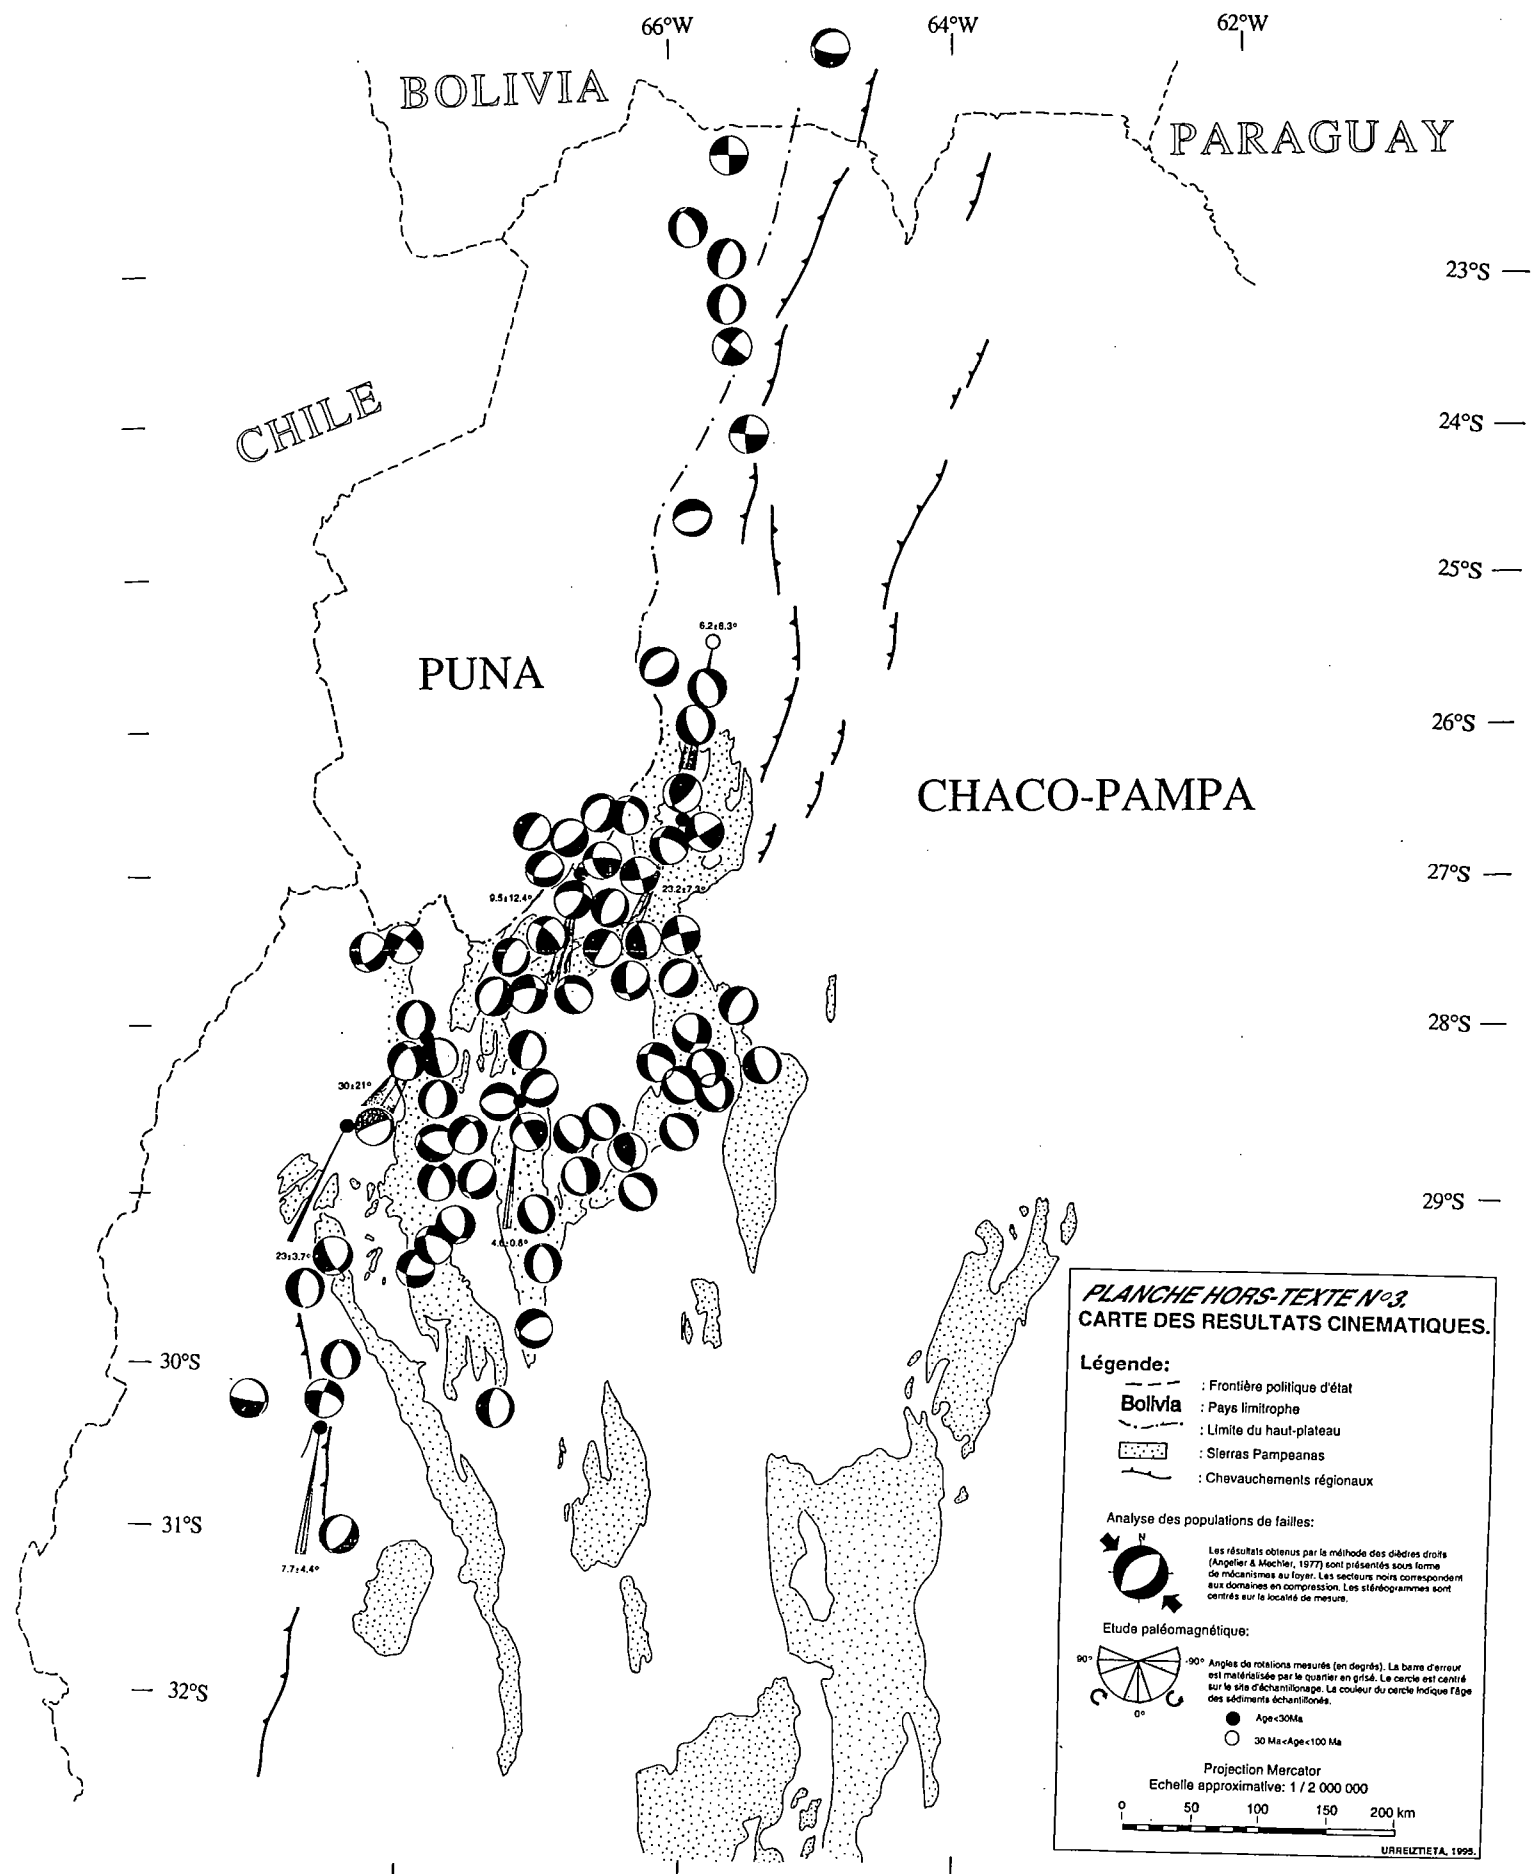 66°W
64°W
62°W
BOLIVIA
PARAGUAY
23°S
CHILE
24°S
25°S
6.2±8.3°
PUNA
26°S
CHACO-PAMPA
27°S
9.5±12.4°
23.2±7.3°
28°S
30±21°
29°S
4.6±0.8°
23±3.7°
30°S
31°S
7.7±4.4°
32°S
PLANCHE HORS-TEXTE N°3.
CARTE DES RESULTATS CINEMATIQUES.
Légende:
: Frontière politique d'état
Bolivia : Pays limitrophe
: Limite du haut-plateau
: Sierras Pampeanas
: Chevauchements régionaux
Analyse des populations de failles:
N
Les résultats obtenus par la méthode des dièdres droits
(Angelier & Mechler, 1977) sont présentés sous forme
de mécanismes au foyer. Les secteurs noirs correspondent
aux domaines en compression. Les stéréogrammes sont
centrés sur la localité de mesure.
Etude paléomagnétique:
90°
-90°
0°
Angles de rotations mesurés (en degrés). La barre d'erreur
est matérialisée par le quartier en grisé. Le cercle est centré
sur le site d'échantillonage. La couleur du cercle indique l'âge
des sédiments échantillonés.
Age<30Ma
30 Ma<Age<100 Ma
Projection Mercator
Echelle approximative: 1 / 2 000 000
0 50 100 150 200 km
URREIZTIETA, 1995.